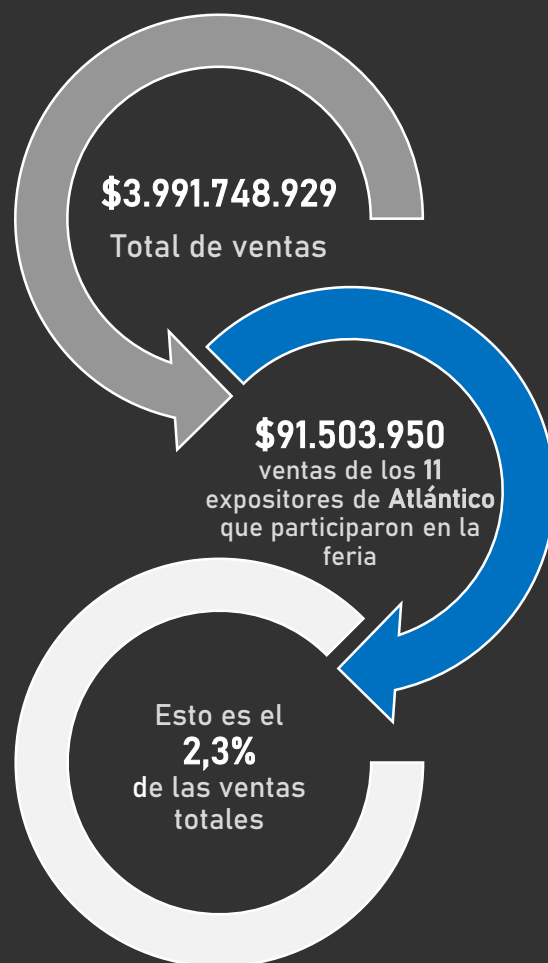 $3.991.748.929
Total de ventas
$91.503.950
ventas de los 11
expositores de Atlántico
que participaron en la
feria
Esto es el
2,3%
de las ventas
totales